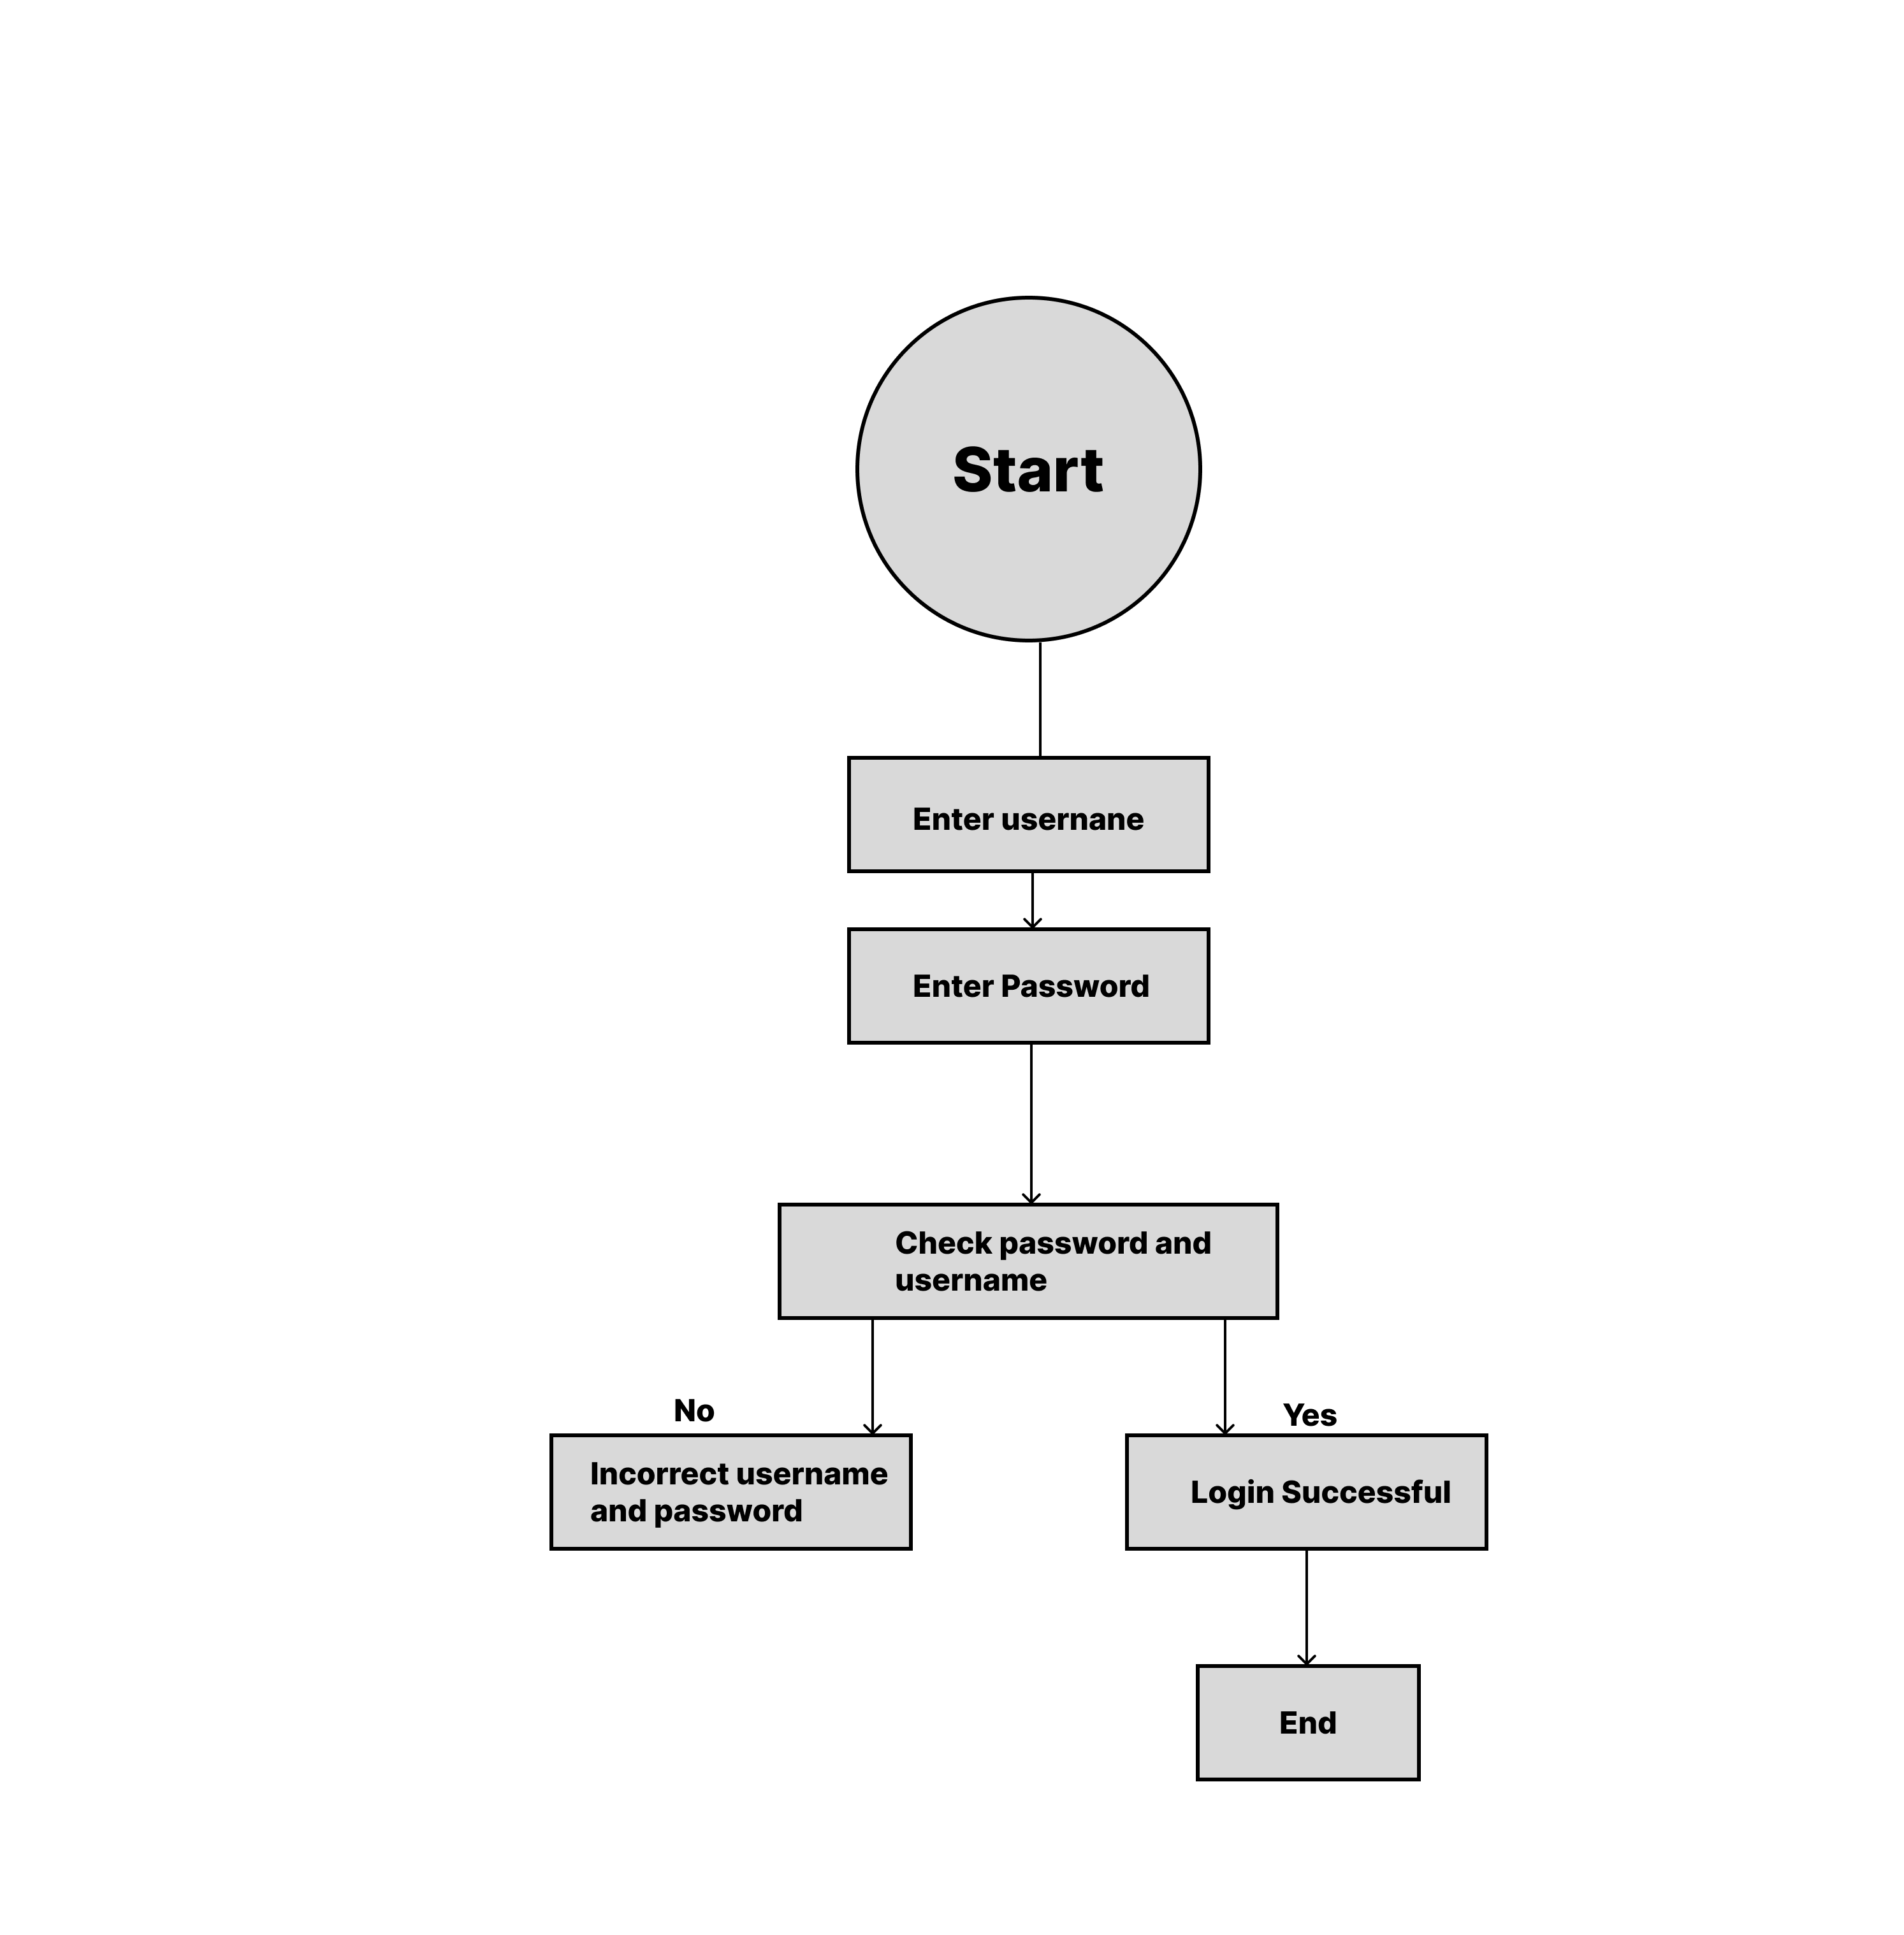 Start
Enter usernane
Enter Password
Check password and
username
No
Yes
Incorrect username
and password
Login Successful
End